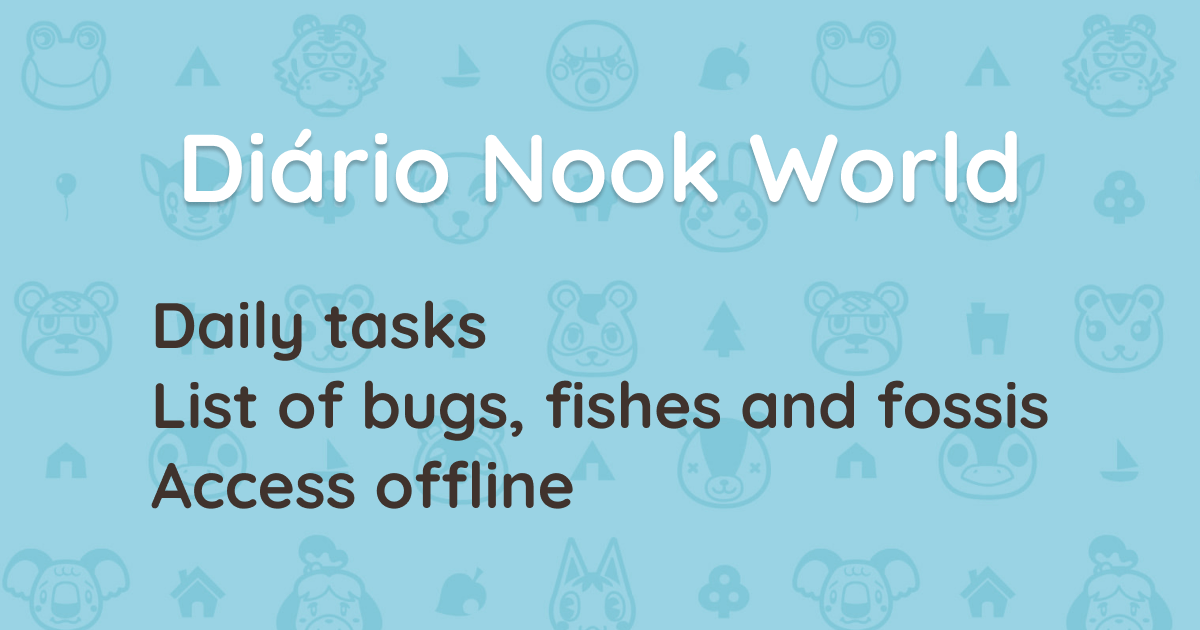 Diário Nook World
Daily tasks
List of bugs, fishes and fossis
Access offline